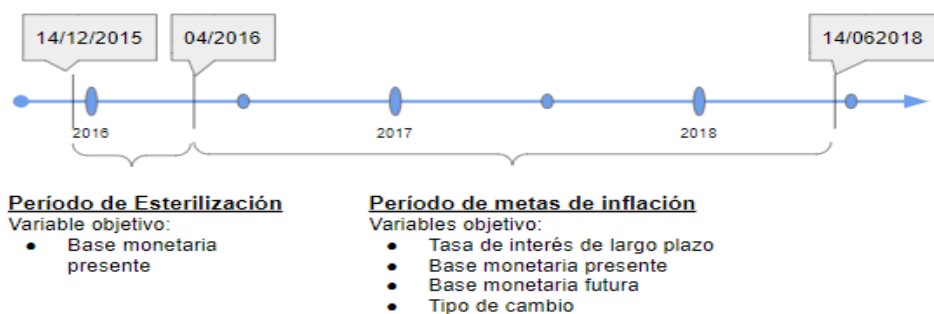 14/12/2015
04/2016
14/062018
2016
2017
2018
Período de Esterilización
Variable objetivo:
● Base monetaria
presente
Período de metas de inflación
Variables objetivo:
● Tasa de interés de largo plazo
● Base monetaria presente
● Base monetaria futura
● Tipo de cambio